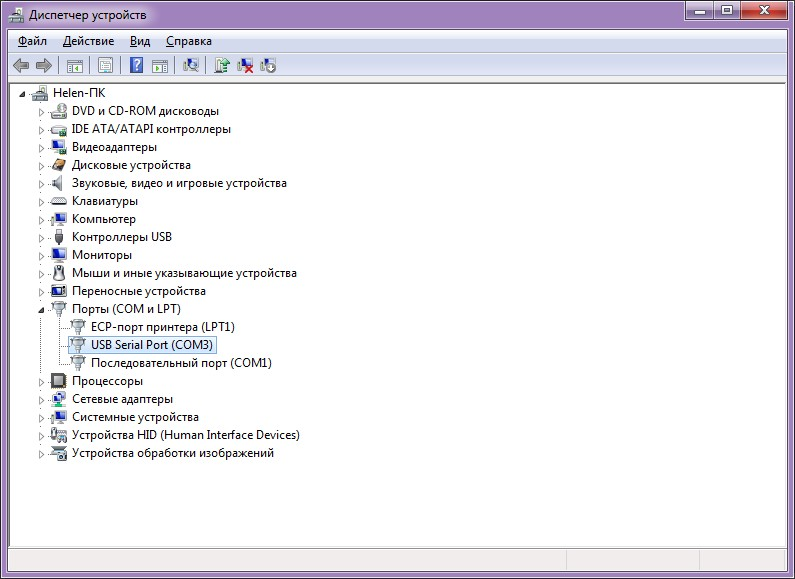 Диспетчер устройств
Файл Действие Вид Справка
Helen-ПК
DVD и CD-ROM дисководы
IDE ATA/ATAPI контроллеры
Видеоадаптеры
Дисковые устройства
Звуковые, видео и игровые устройства
Клавиатуры
Компьютер
Контроллеры USB
Мониторы
Мыши и иные указывающие устройства
Переносные устройства
Порты (COM и LPT)
ECP-порт принтера (LPT1)
USB Serial Port (COM3)
Последовательный порт (COM1)
Процессоры
Сетевые адаптеры
Системные устройства
Устройства HID (Human Interface Devices)
Устройства обработки изображений